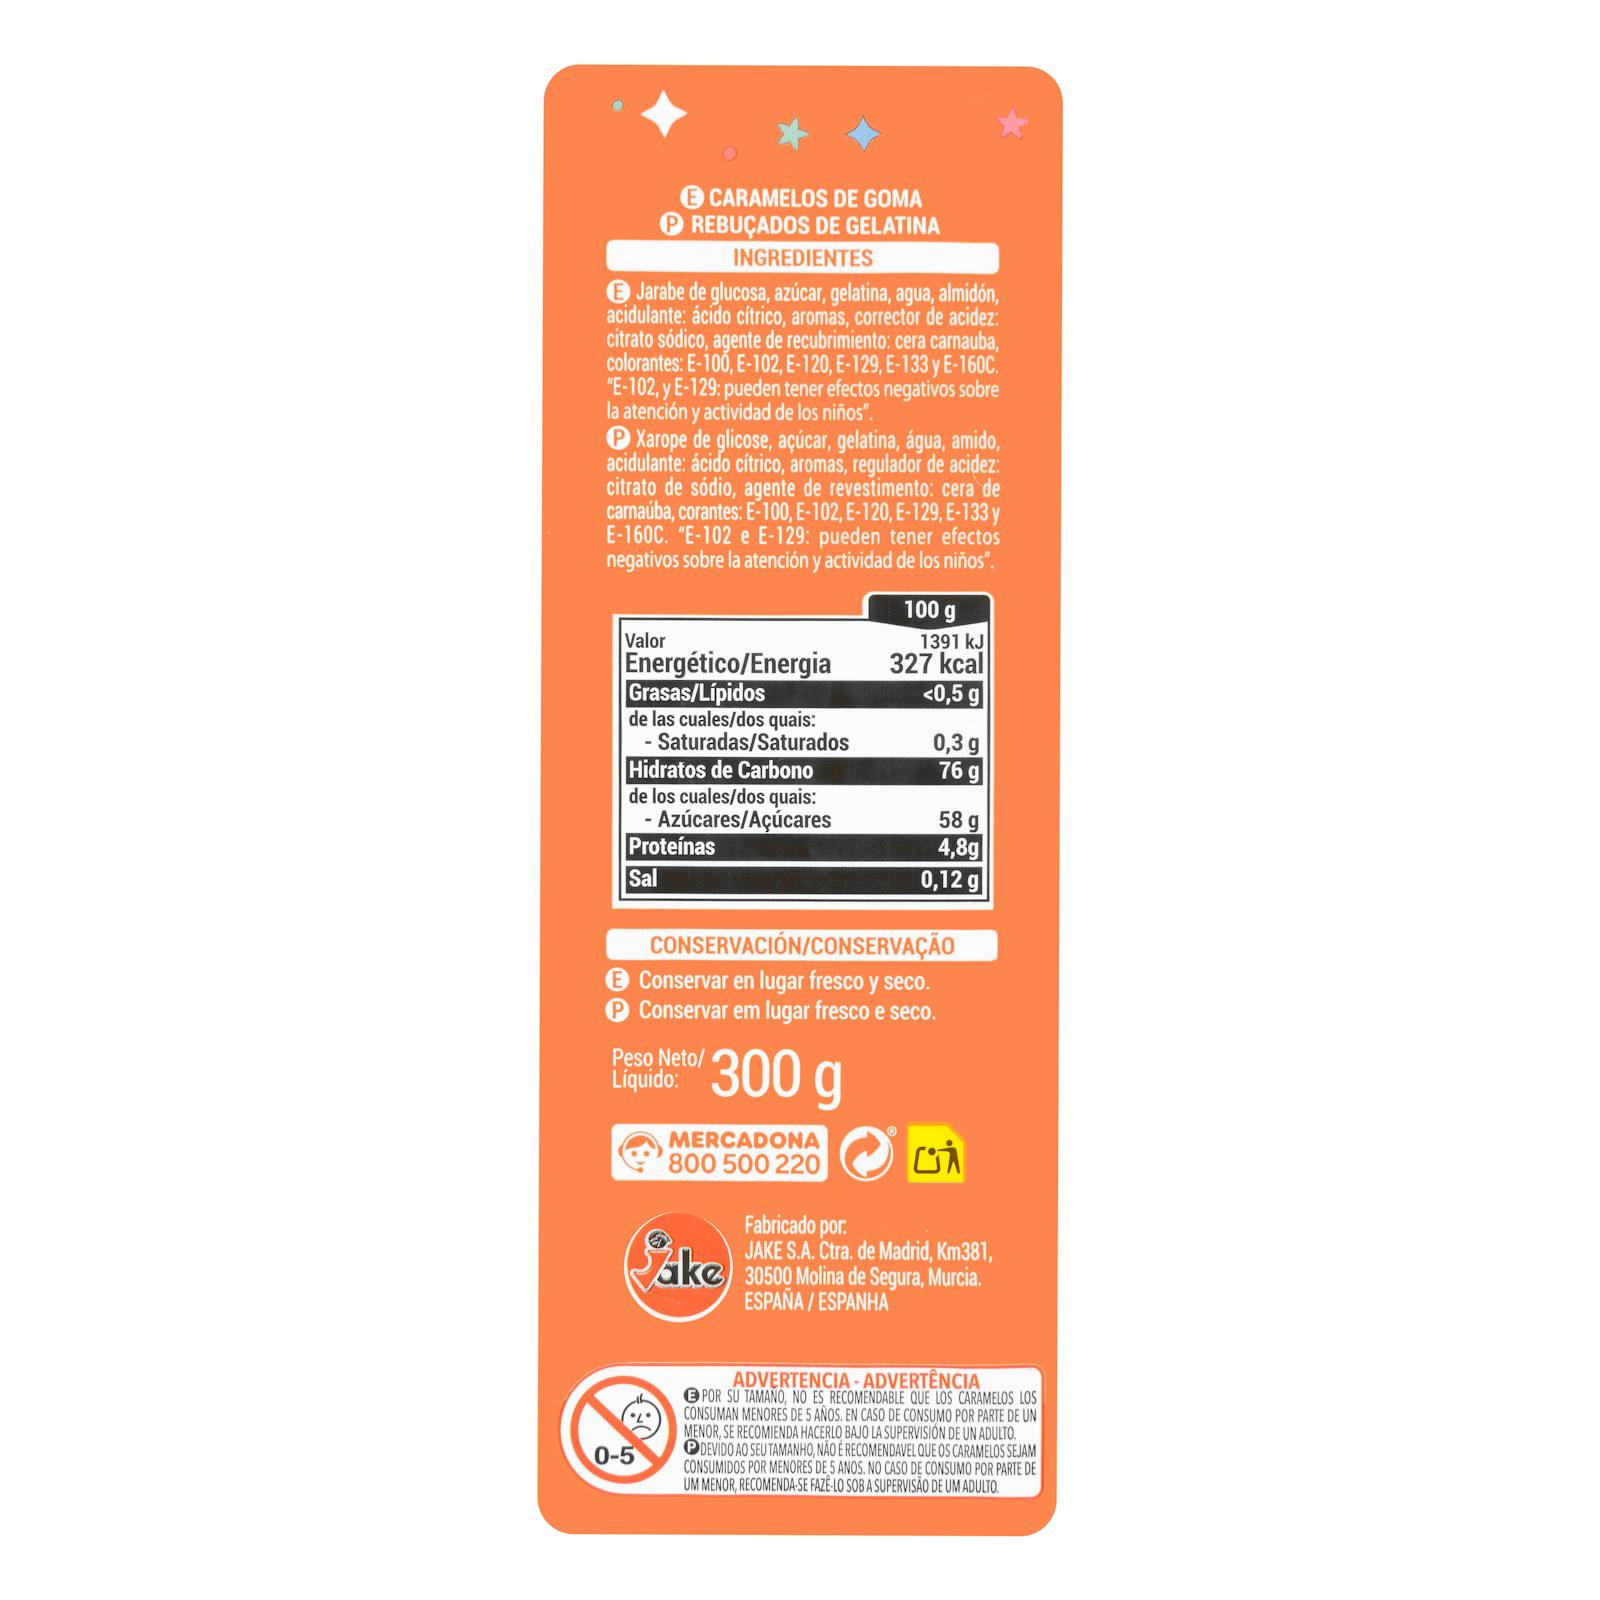 E CARAMELOS DE GOMA
P REBUÇADOS DE GELATINA
INGREDIENTES
E Jarabe de glucosa, azúcar, gelatina, agua, almidón,
acidulante: ácido cítrico, aromas, corrector de acidez:
citrato sódico, agente de recubrimiento: cera carnauba,
colorantes: E-100, E-102, E-120, E-129, E-133 y E-160C.
"E-102, y E-129: pueden tener efectos negativos sobre
la atención y actividad de los niños".
P Xarope de glicose, açúcar, gelatina, água, amido,
acidulante: ácido cítrico, aromas, regulador de acidez:
citrato de sódio, agente de revestimento: cera de
carnaúba, corantes: E-100, E-102, E-120, E-129, E-133 y
E-160C. "E-102 e E-129: pueden tener efectos
negativos sobre la atención y actividad de los niños".
100 g
Valor 1391 kJ
Energético/Energia 327 kcal
Grasas/Lípidos <0,5 g
de las cuales/dos quais:
- Saturadas/Saturados 0,3 g
Hidratos de Carbono 76 g
de los cuales/dos quais:
- Azúcares/Açúcares 58 g
Proteínas 4,8g
Sal 0,12 g
CONSERVACIÓN/CONSERVAÇÃO
E Conservar en lugar fresco y seco.
P Conservar em lugar fresco e seco.
Peso Neto/
Líquido: 300 g
MERCADONA
800 500 220
®
Jake
Fabricado por:
JAKE S.A. Ctra. de Madrid, Km381,
30500 Molina de Segura, Murcia.
ESPAÑA / ESPANHA
0-5
ADVERTENCIA - ADVERTÊNCIA
E POR SU TAMAÑO, NO ES RECOMENDABLE QUE LOS CARAMELOS LOS
CONSUMAN MENORES DE 5 AÑOS. EN CASO DE CONSUMO POR PARTE DE UN
MENOR, SE RECOMIENDA HACERLO BAJO LA SUPERVISIÓN DE UN ADULTO.
P DEVIDO AO SEU TAMANHO, NÃO É RECOMENDAVEL QUE OS CARAMELOS SEJAM
CONSUMIDOS POR MENORES DE 5 ANOS. NO CASO DE CONSUMO POR PARTE DE
UM MENOR, RECOMENDA-SE FAZÊ-LO SOB A SUPERVISÃO DE UM ADULTO.